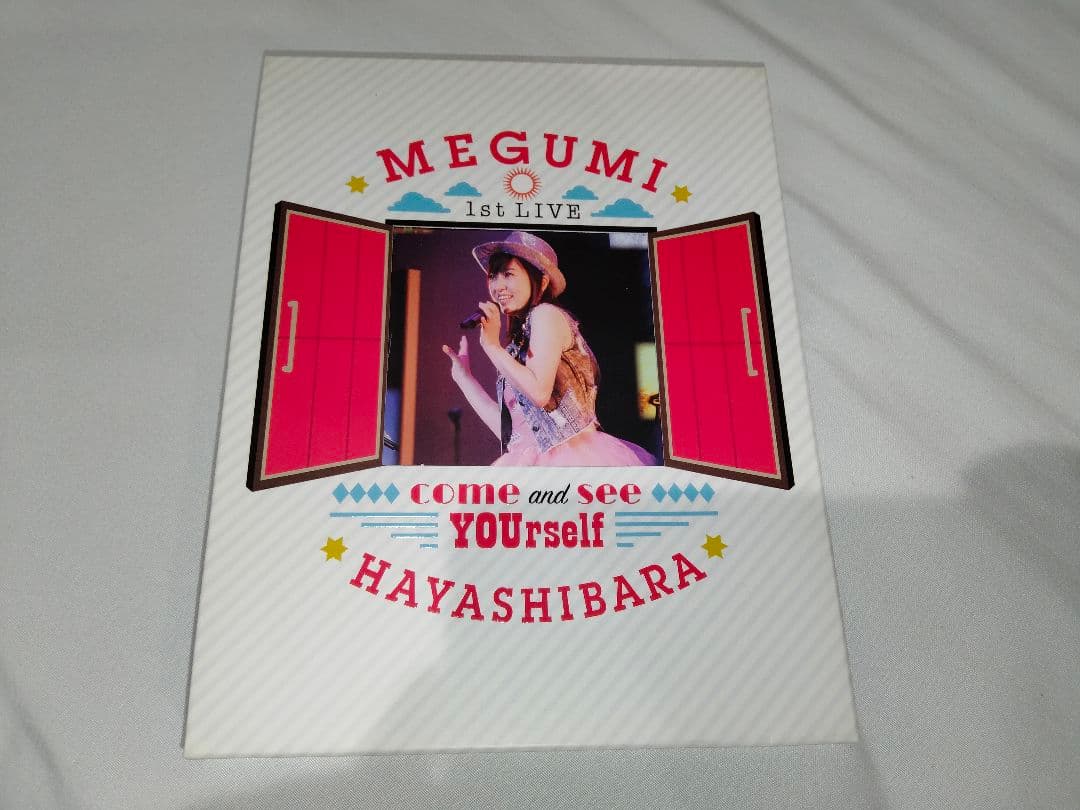 MEGUMI
1st LIVE
come and see
YOUrself
HAYASHIBARA